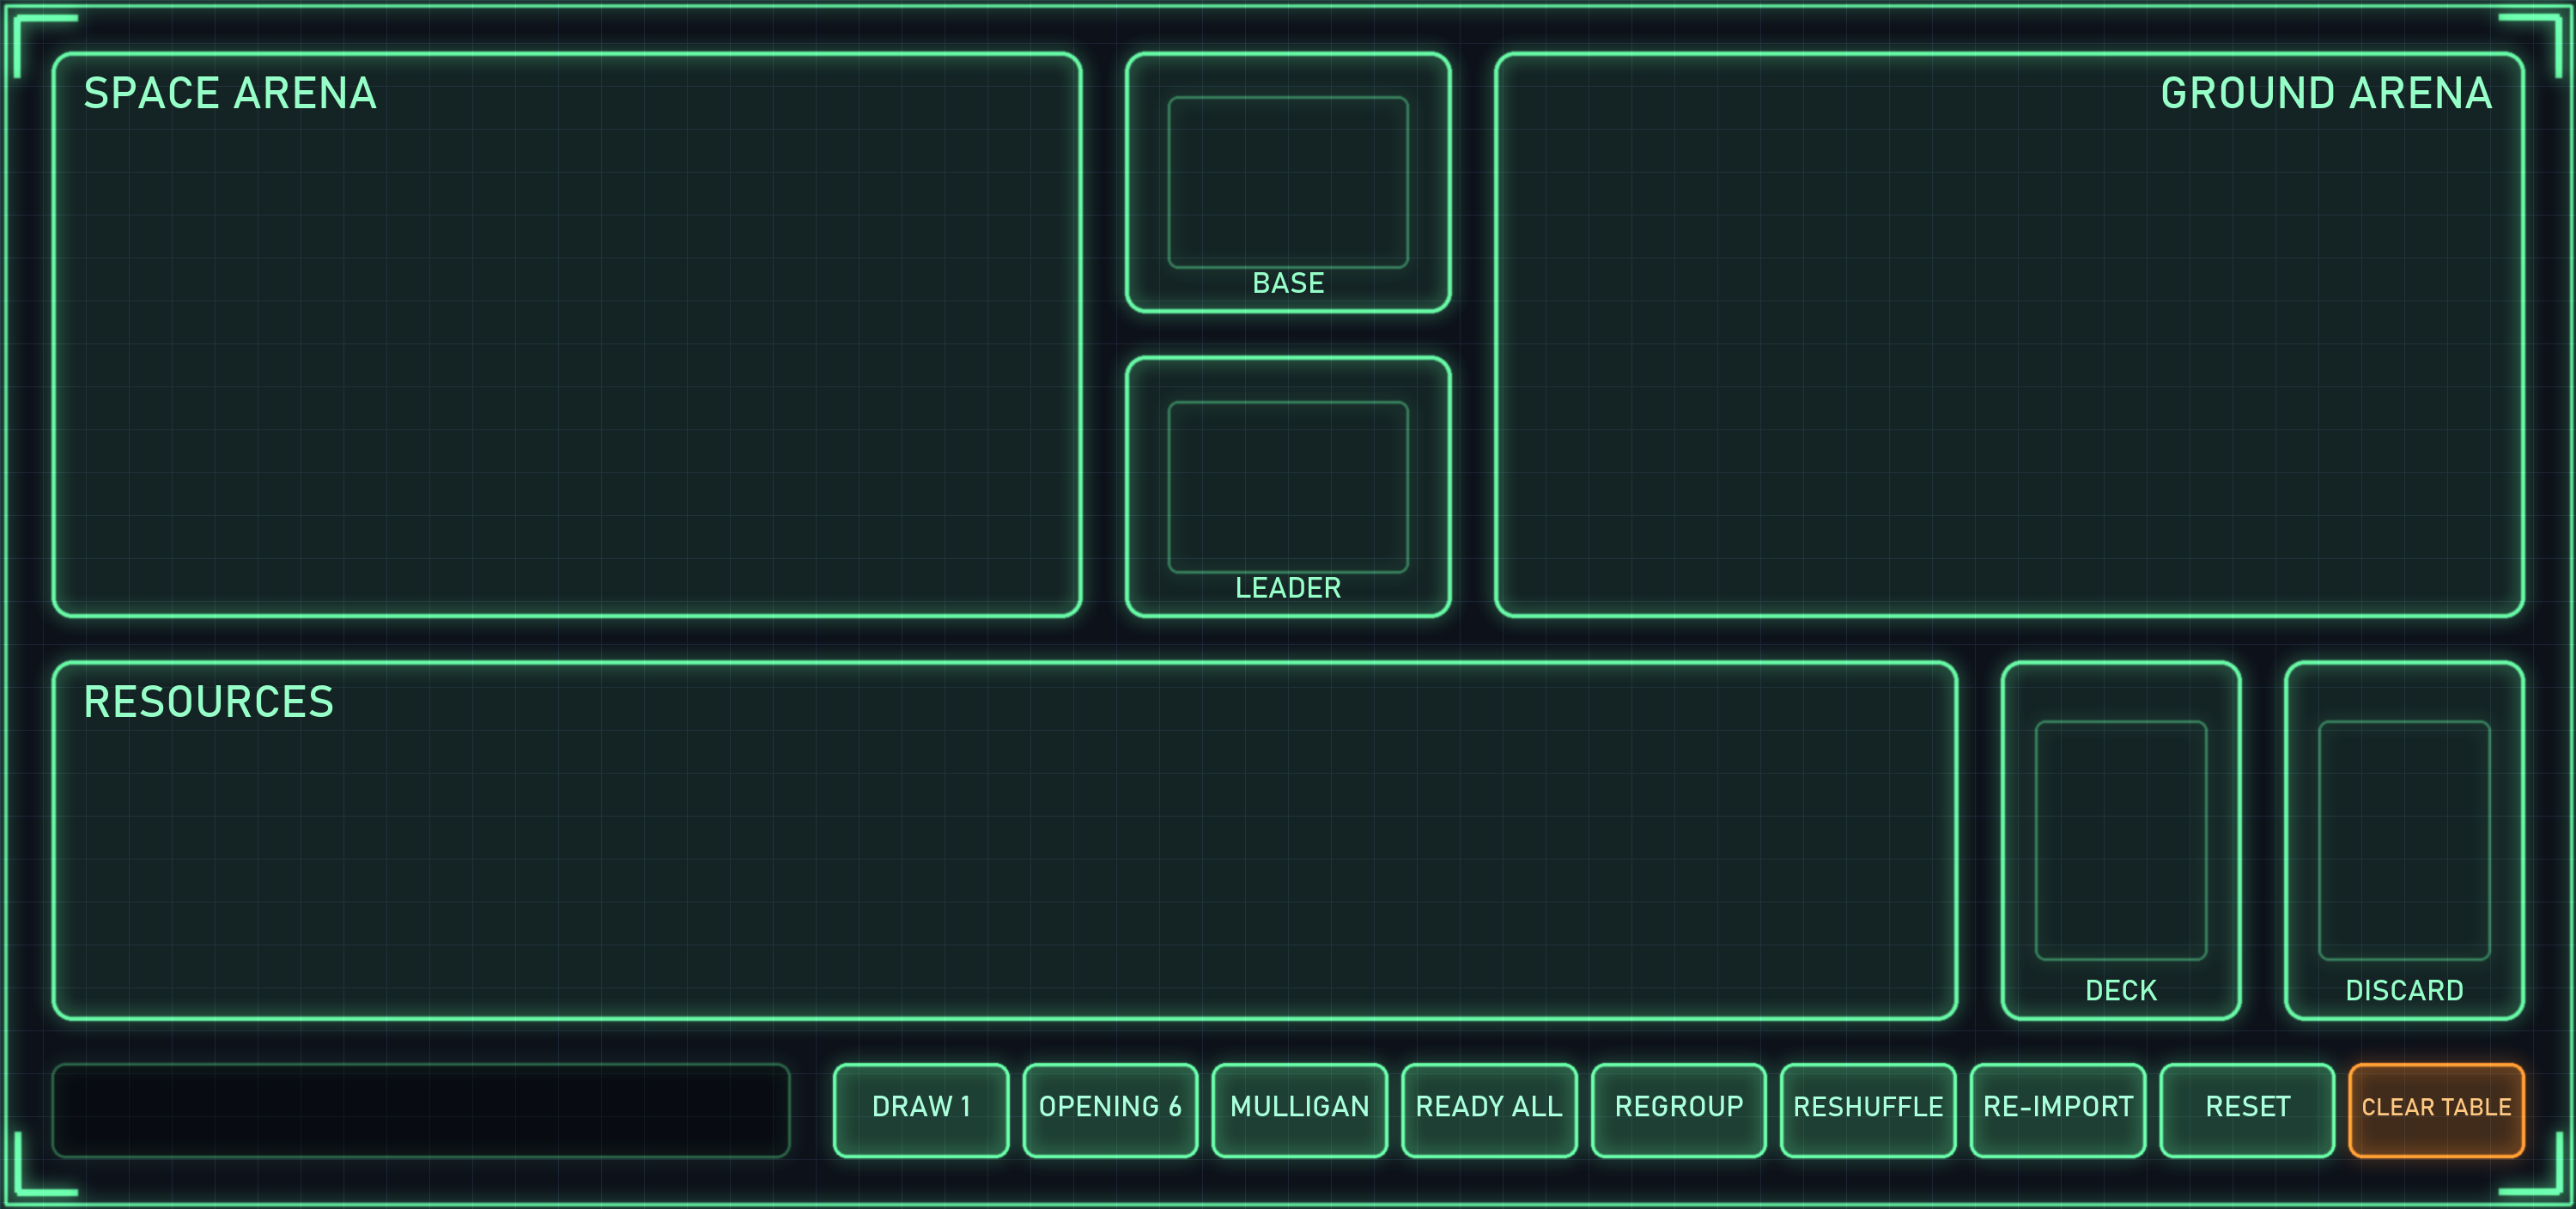 SPACE ARENA
GROUND ARENA
BASE
LEADER
RESOURCES
DECK
DISCARD
DRAW 1
OPENING 6
MULLIGAN
READY ALL
REGROUP
RESHUFFLE
RE-IMPORT
RESET
CLEAR TABLE